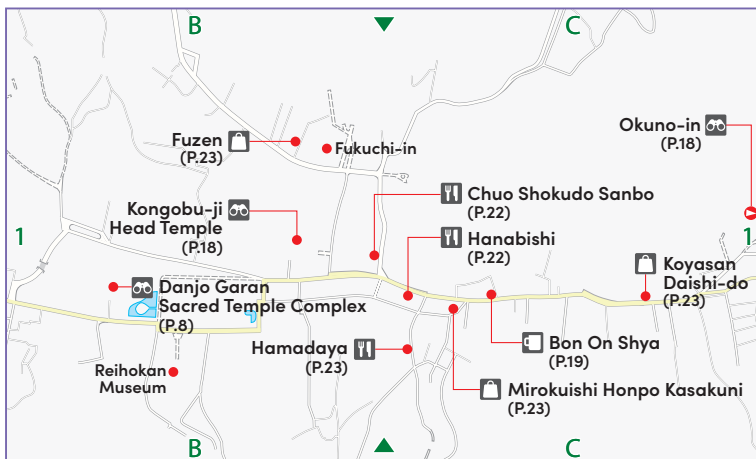 B
C
Fuzen
(P.23)
Fukuchi-in
Okuno-in
(P.18)
Kongobu-ji
Head Temple
(P.18)
Chuo Shokudo Sanbo
(P.22)
1
Hanabishi
(P.22)
1
Koyasan
Daishi-do
(P.23)
Danjo Garan
Sacred Temple Complex
(P.8)
Hamadaya
(P.23)
Bon On Shya
(P.19)
Reihokan
Museum
Mirokuishi Honpo Kasakuni
(P.23)
B
C